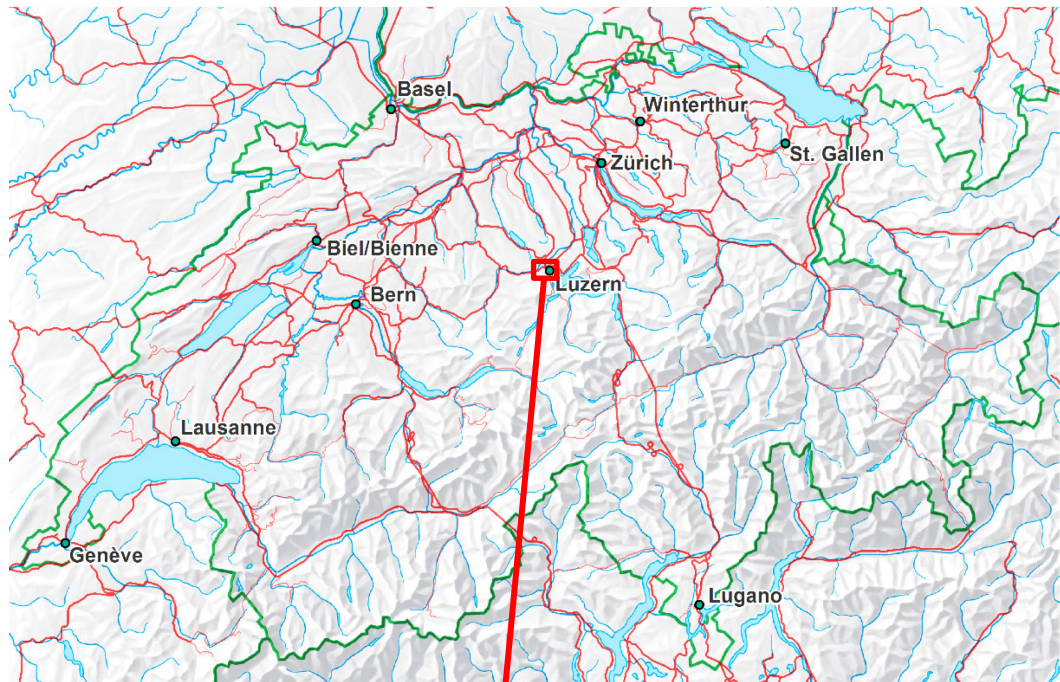 Basel
Winterthur
Zürich
St. Gallen
Biel/Bienne
Luzern
Bern
Lausanne
Genève
Lugano